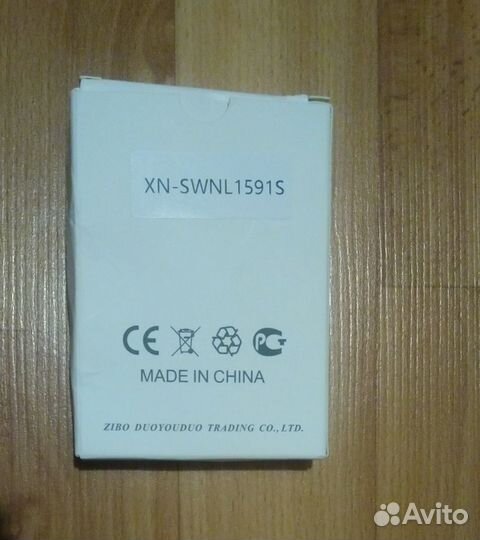 XN-SWNL1591S
CE
MADE IN CHINA
ZIBO DUOYOUDUO TRADING CO., LTD.
Avito